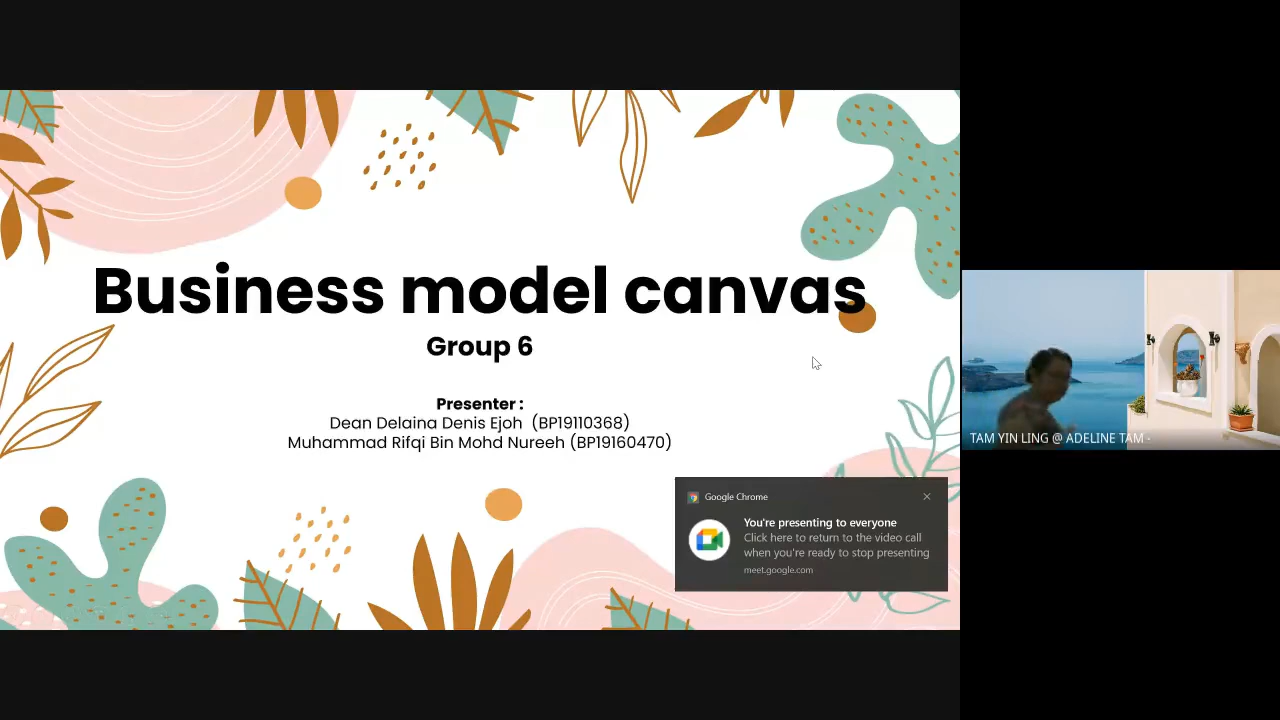 Business model canvas
Group 6
Presenter :
Dean Delaina Denis Ejoh (BP19110368)
Muhammad Rifqi Bin Mohd Nureeh (BP19160470)
Google Chrome
You're presenting to everyone
Click here to return to the video call
when you're ready to stop presenting
meet.google.com
TAM YIN LING @ ADELINE TAM -